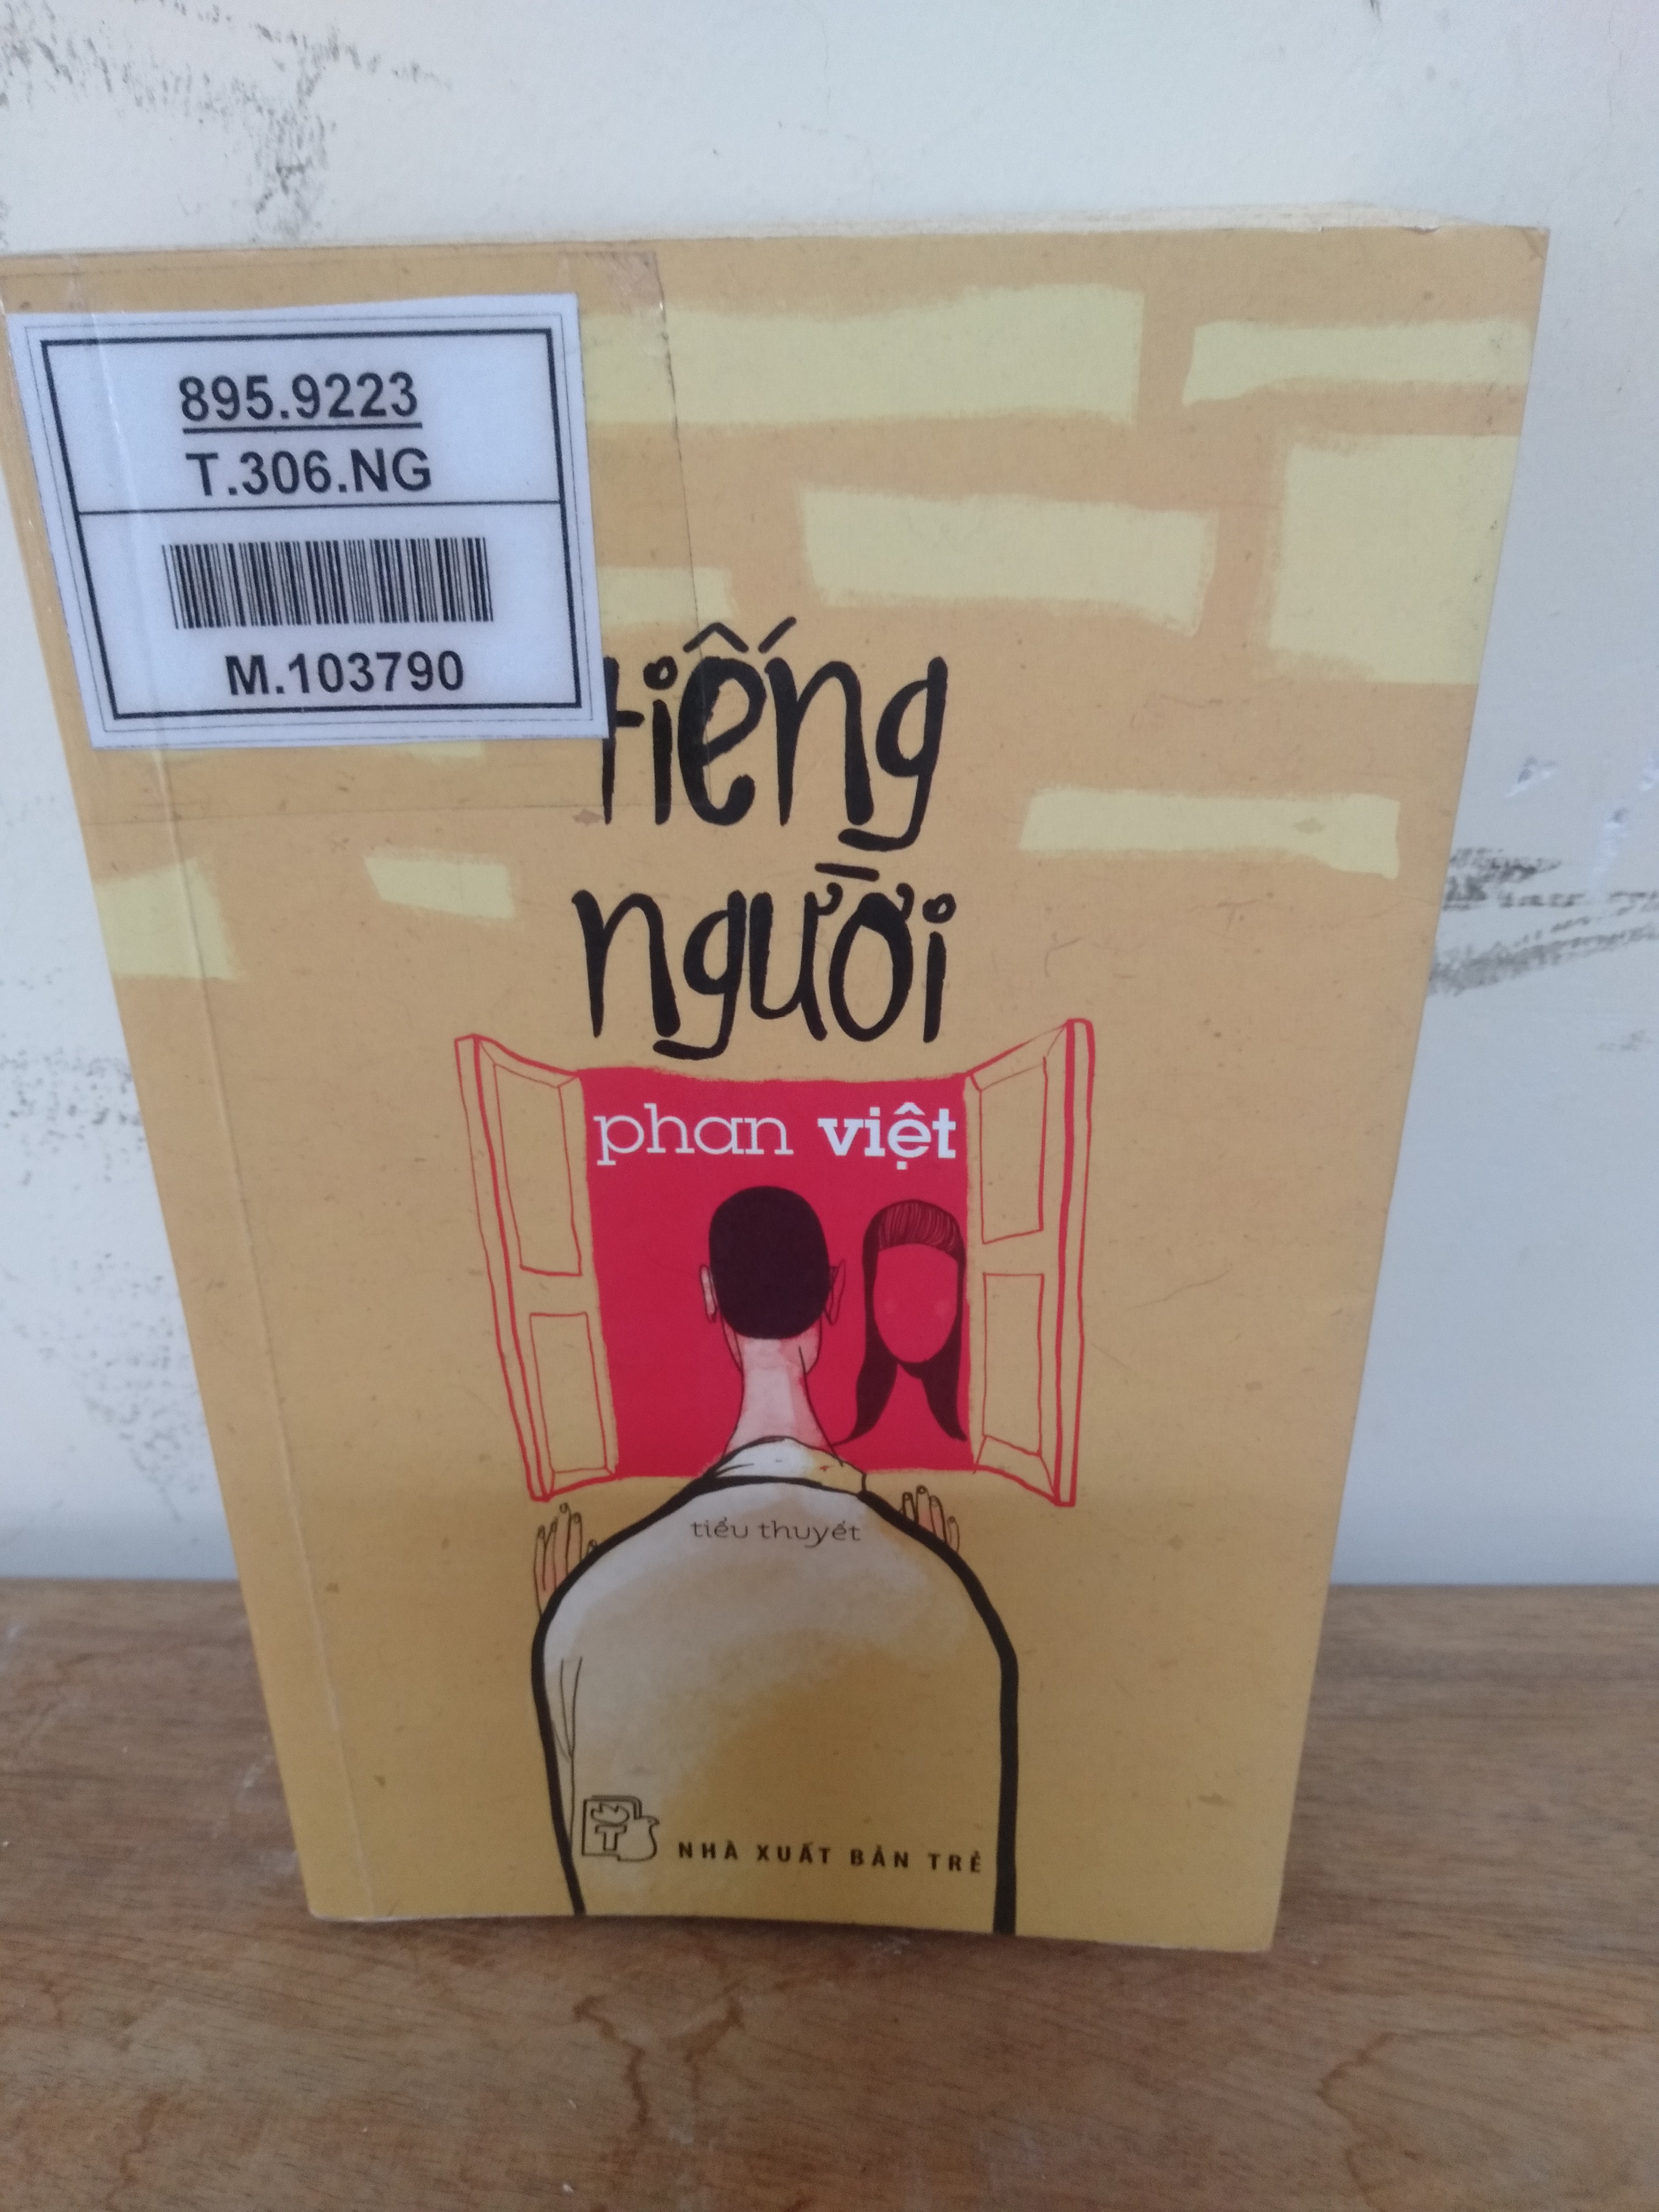 895.9223
T.306.NG
M.103790
tiếng
người
phan việt
tiểu thuyết
NHÀ XUẤT BẢN TRẺ